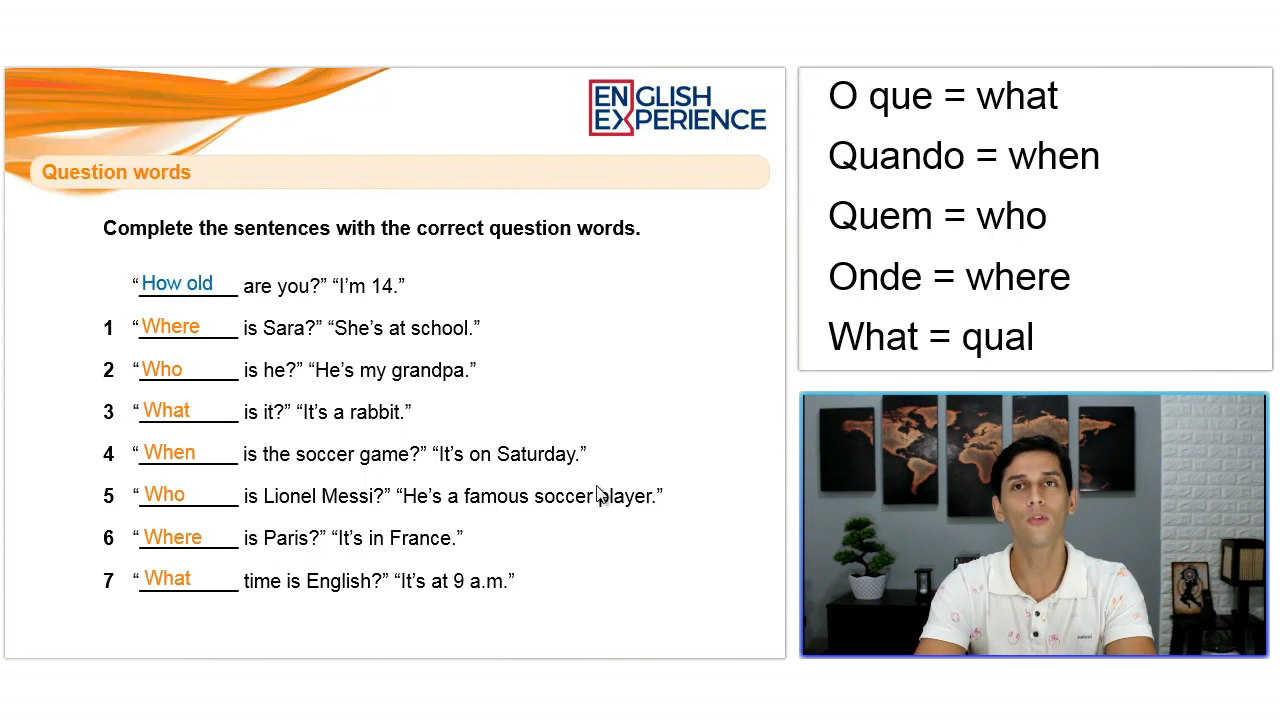 ENGLISH
EXPERIENCE
Question words
Complete the sentences with the correct question words.
“How old are you?” “I’m 14.”
1 “Where is Sara?” “She’s at school.”
2 “Who is he?” “He’s my grandpa.”
3 “What is it?” “It’s a rabbit.”
4 “When is the soccer game?” “It’s on Saturday.”
5 “Who is Lionel Messi?” “He’s a famous soccer player.”
6 “Where is Paris?” “It’s in France.”
7 “What time is English?” “It’s at 9 a.m.”
O que = what
Quando = when
Quem = who
Onde = where
What = qual